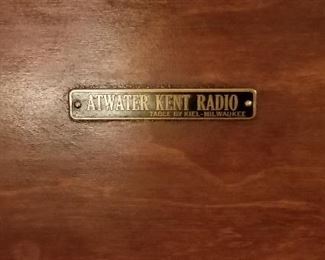 ATWATER KENT RADIO
TABLE BY KIEL-MILWAUKEE